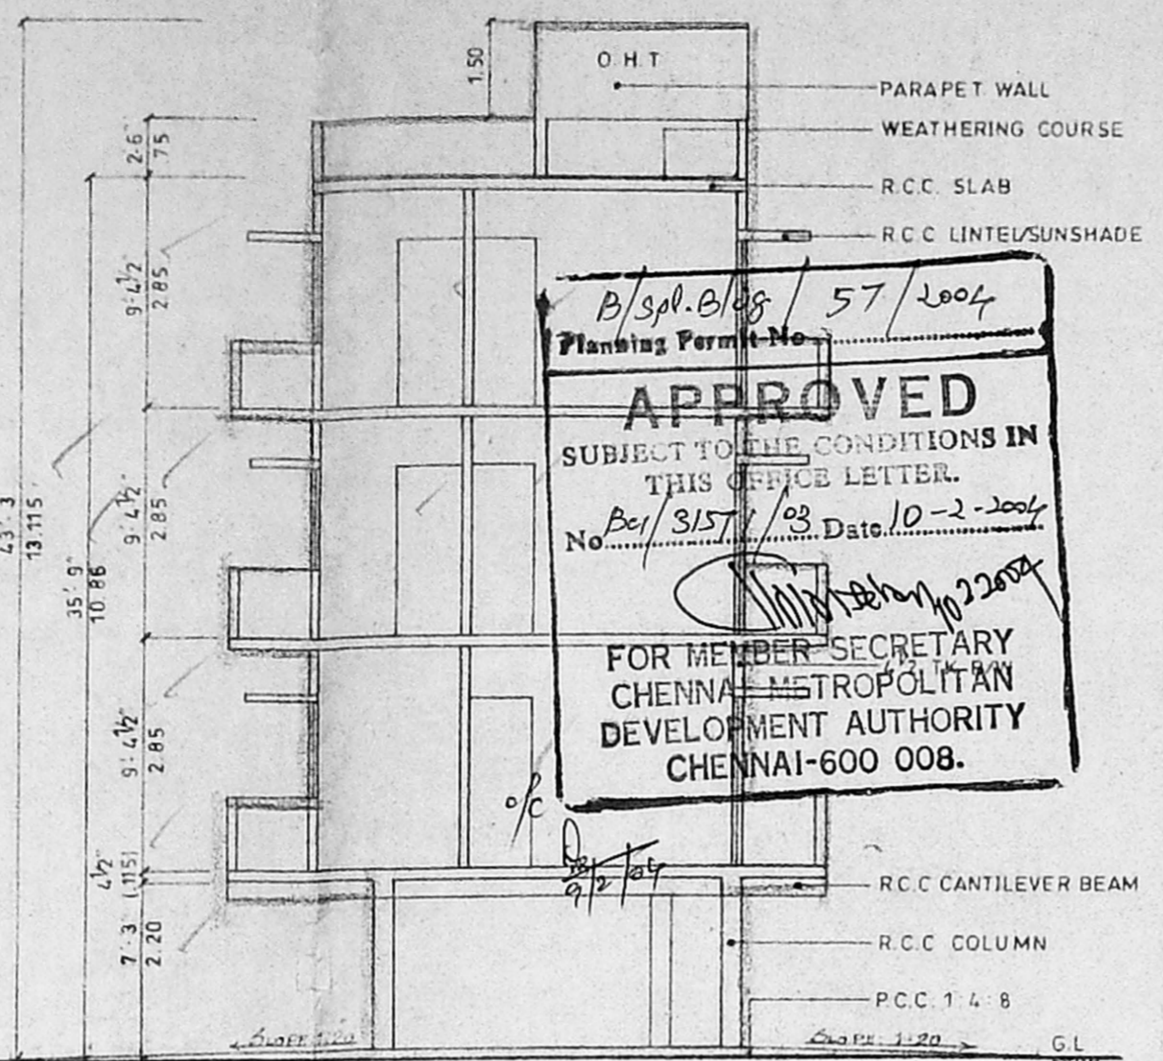 O.H.T
1.50
PARAPET WALL
WEATHERING COURSE
R.C.C. SLAB
R.C.C LINTEL/SUNSHADE
2'-6"
.75
9'-4½"
2.85
9'-4½"
2.85
9'-4½"
2.85
4½"
(.115)
7'-3"
2.20
35'-9"
10.86
43'-3
13.115
B/Spl.Bldg/57/2004
Planning Permit No
APPROVED
SUBJECT TO THE CONDITIONS IN
THIS OFFICE LETTER.
No Date 10-2-2004
10 2 2004
FOR MEMBER SECRETARY
CHENNAI METROPOLITAN
DEVELOPMENT AUTHORITY
CHENNAI-600 008.
o/c
9/2/04
R.C.C CANTILEVER BEAM
R.C.C COLUMN
P.C.C. 1:4:8
SLOPE 1:20
SLOPE 1:20
G.L